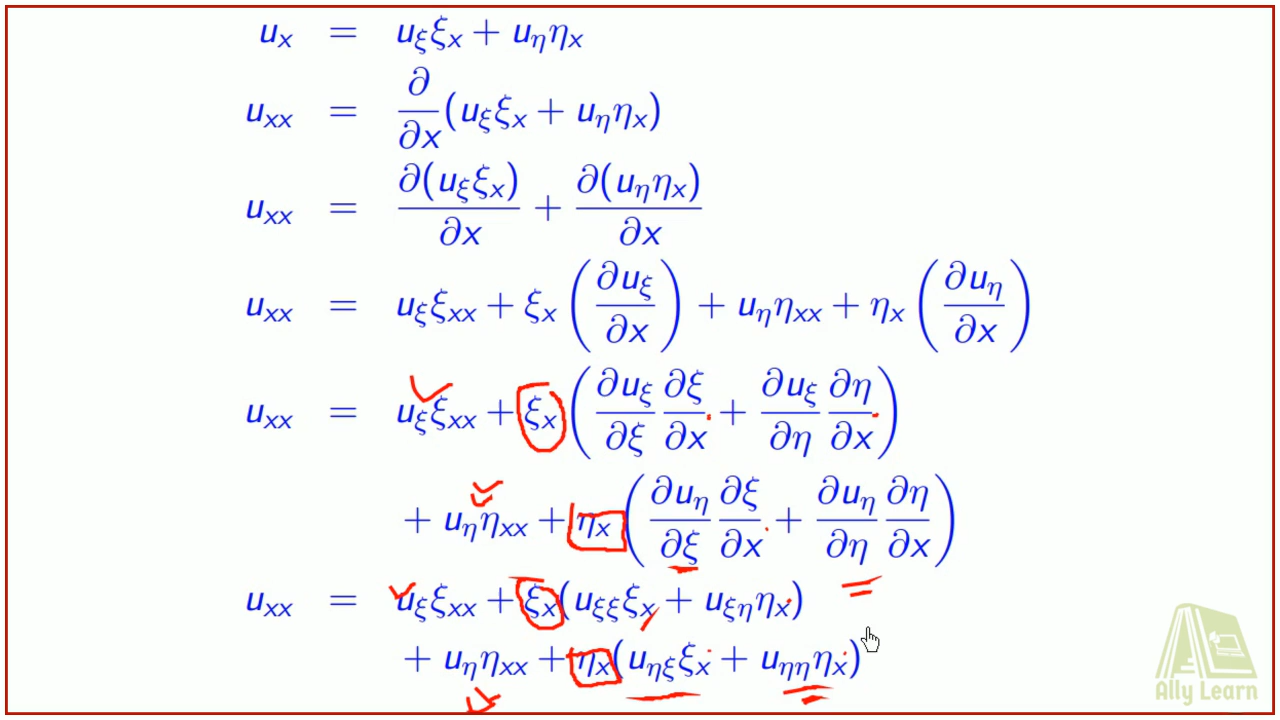 u_x = u_ξ ξ_x + u_η η_x
u_xx = ∂/∂x (u_ξ ξ_x + u_η η_x)
u_xx = ∂(u_ξ ξ_x)/∂x + ∂(u_η η_x)/∂x
u_xx = u_ξ ξ_xx + ξ_x (∂u_ξ/∂x) + u_η η_xx + η_x (∂u_η/∂x)
u_xx = u_ξ ξ_xx + ξ_x (∂u_ξ/∂ξ ∂ξ/∂x + ∂u_ξ/∂η ∂η/∂x)
+ u_η η_xx + η_x (∂u_η/∂ξ ∂ξ/∂x + ∂u_η/∂η ∂η/∂x)
u_xx = u_ξ ξ_xx + ξ_x (u_ξξ ξ_x + u_ξη η_x)
+ u_η η_xx + η_x (u_ηξ ξ_x + u_ηη η_x)
Ally Learn